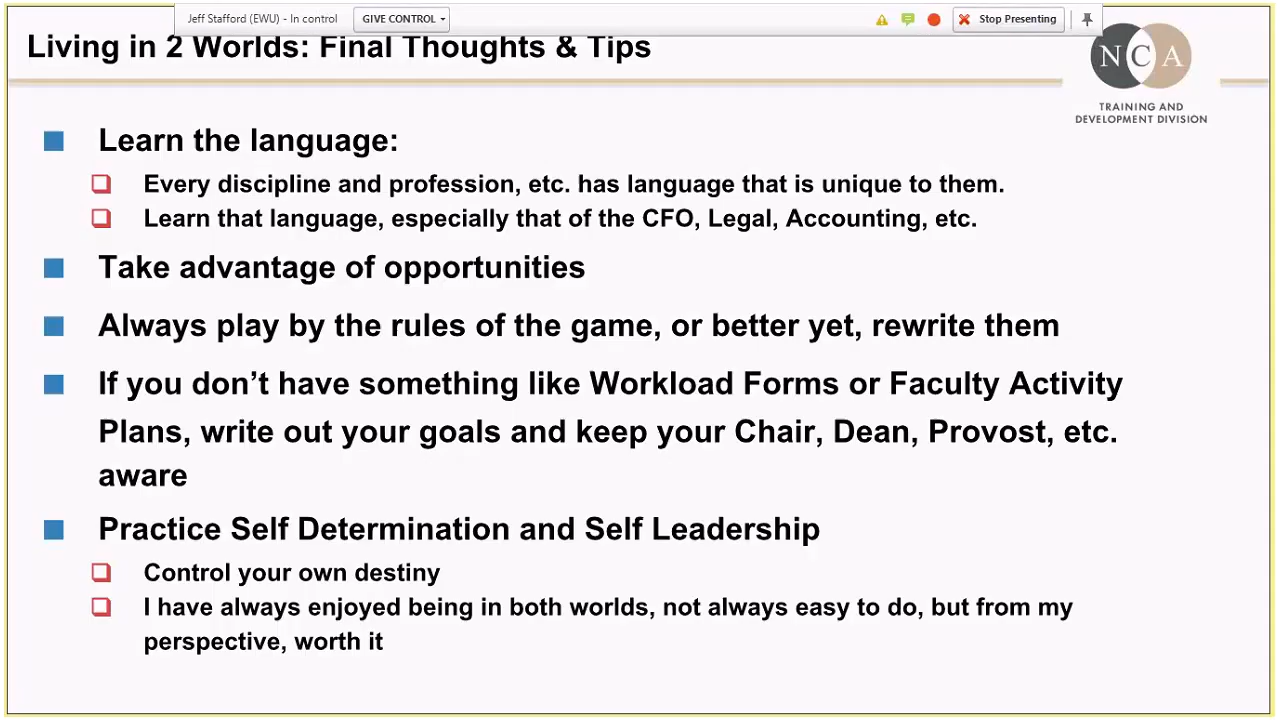 Jeff Stafford (EWU) - In control
GIVE CONTROL
Stop Presenting
Living in 2 Worlds: Final Thoughts & Tips
NCA
TRAINING AND
DEVELOPMENT DIVISION
Learn the language:
Every discipline and profession, etc. has language that is unique to them.
Learn that language, especially that of the CFO, Legal, Accounting, etc.
Take advantage of opportunities
Always play by the rules of the game, or better yet, rewrite them
If you don’t have something like Workload Forms or Faculty Activity
Plans, write out your goals and keep your Chair, Dean, Provost, etc.
aware
Practice Self Determination and Self Leadership
Control your own destiny
I have always enjoyed being in both worlds, not always easy to do, but from my
perspective, worth it